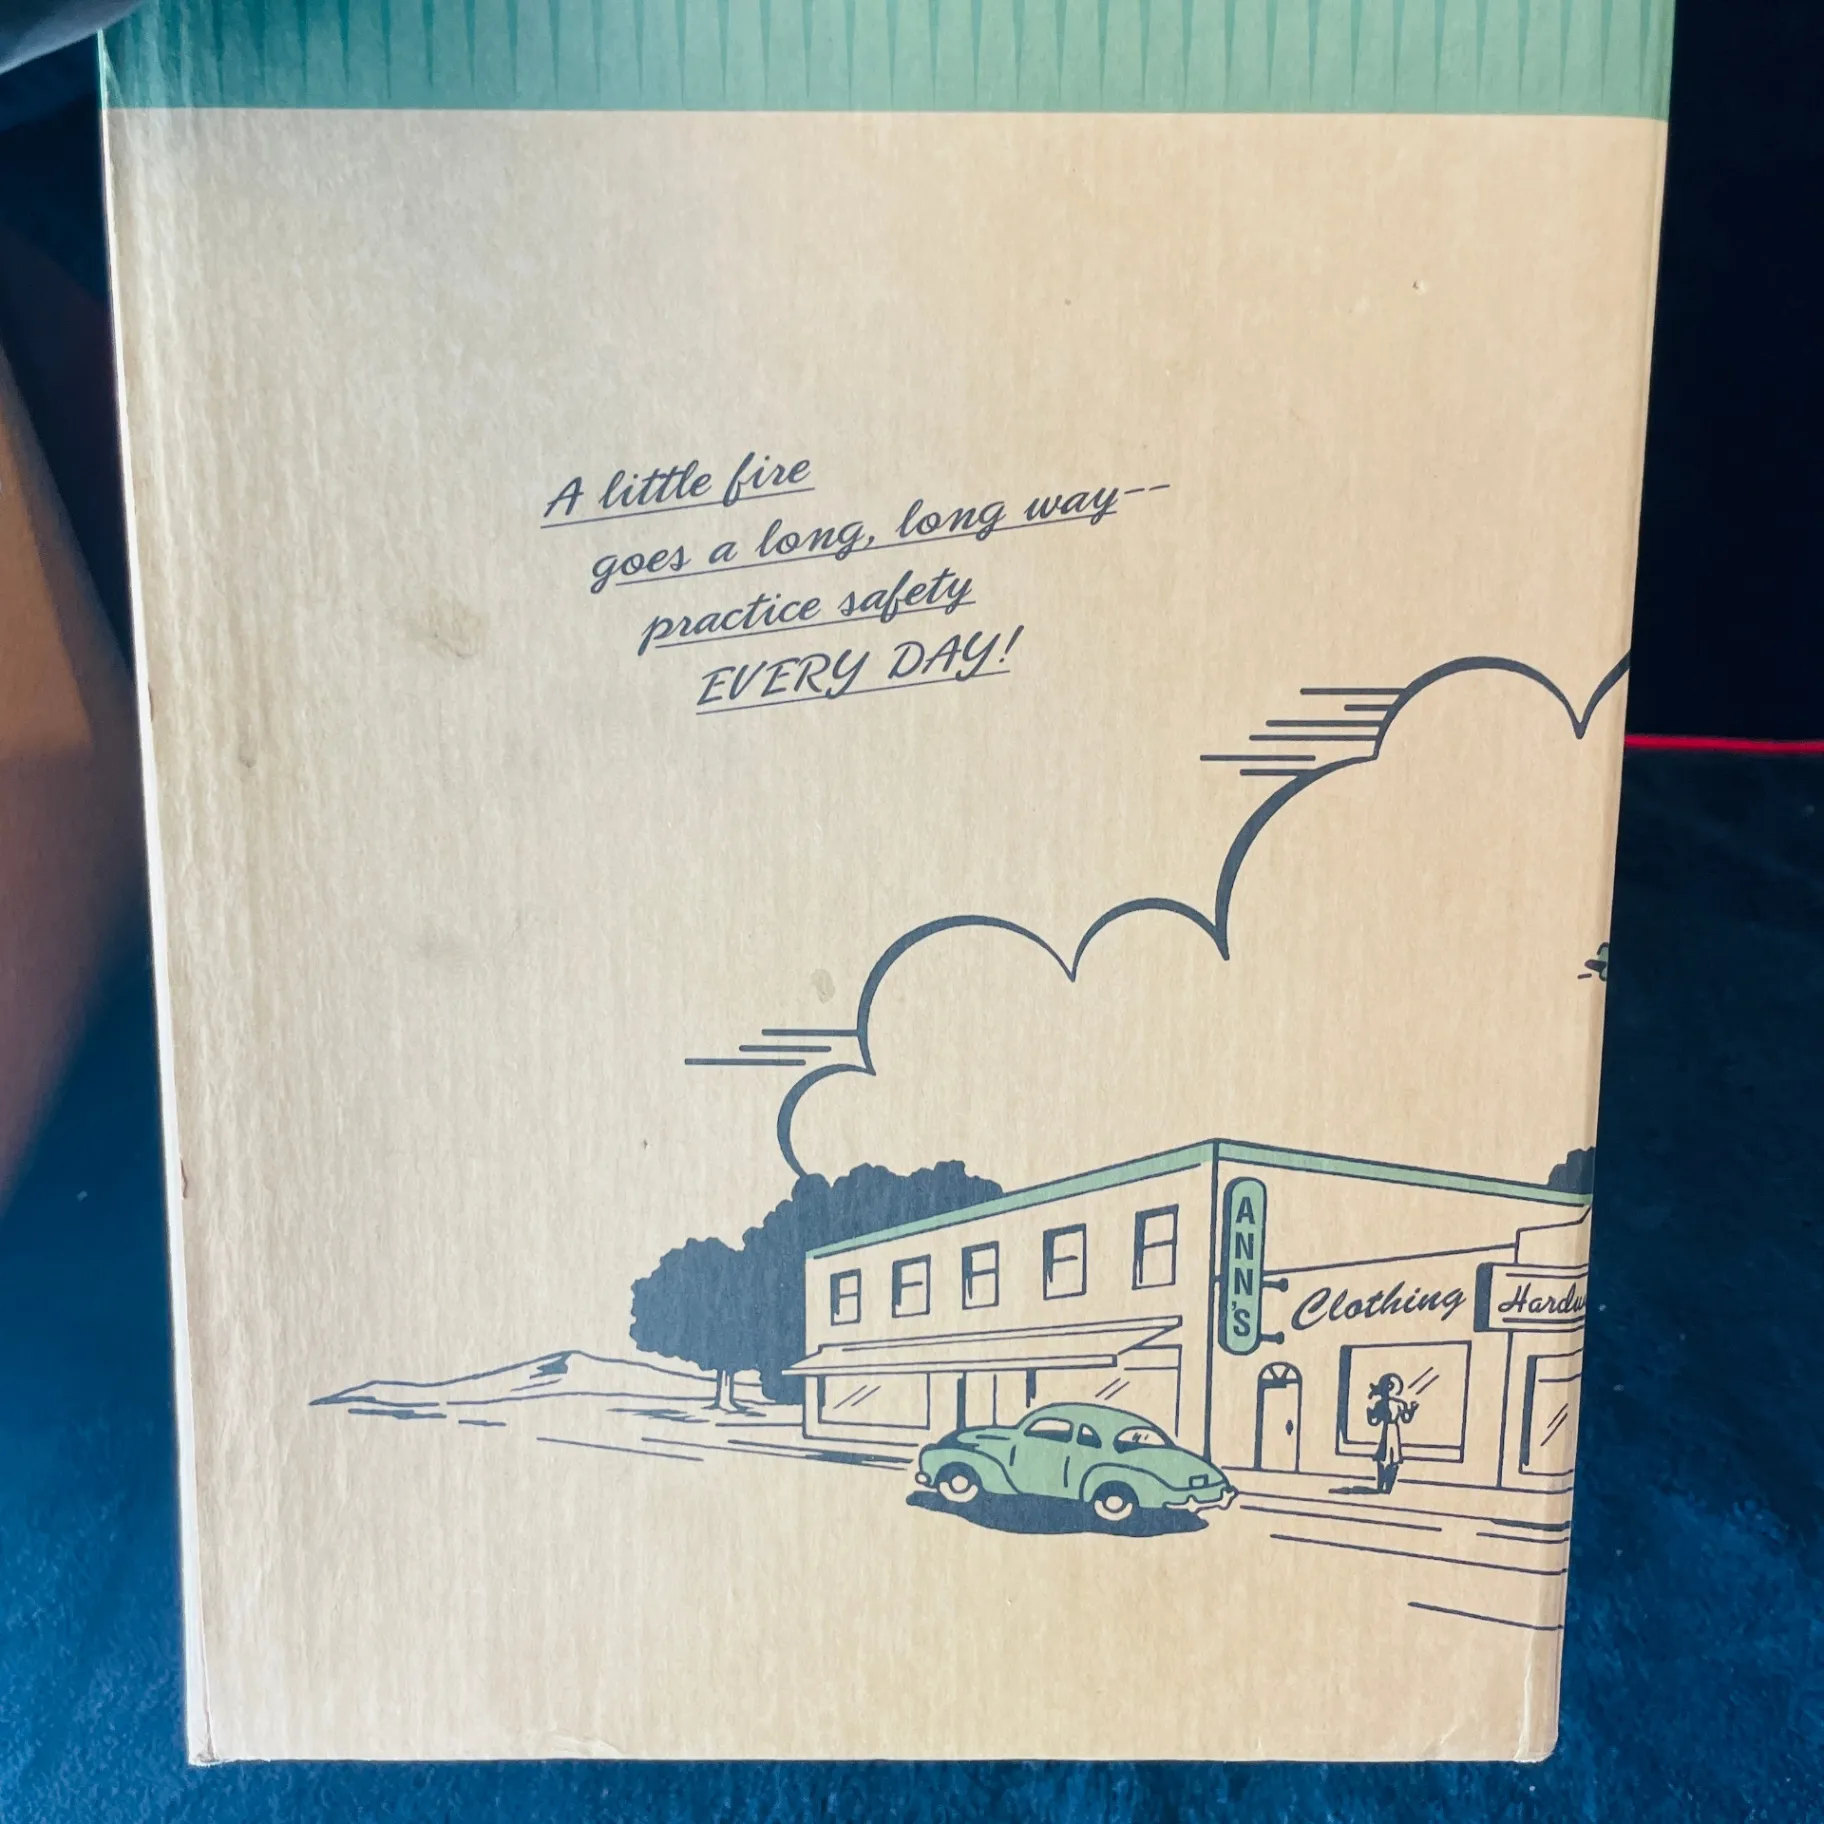 A little fire
goes a long, long way--
practice safety
EVERY DAY!
ANN'S
Clothing